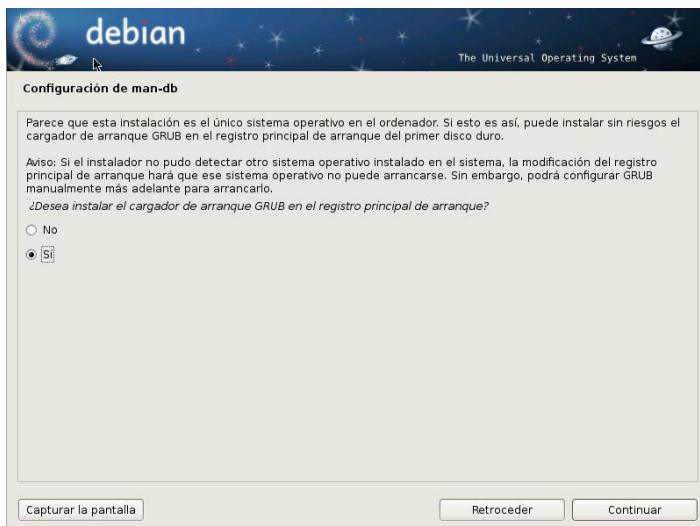 debian
The Universal Operating System
Configuración de man-db
Parece que esta instalación es el único sistema operativo en el ordenador. Si esto es así, puede instalar sin riesgos el
cargador de arranque GRUB en el registro principal de arranque del primer disco duro.
Aviso: Si el instalador no pudo detectar otro sistema operativo instalado en el sistema, la modificación del registro
principal de arranque hará que ese sistema operativo no puede arrancarse. Sin embargo, podrá configurar GRUB
manualmente más adelante para arrancarlo.
¿Desea instalar el cargador de arranque GRUB en el registro principal de arranque?
No
Sí
Capturar la pantalla
Retroceder
Continuar